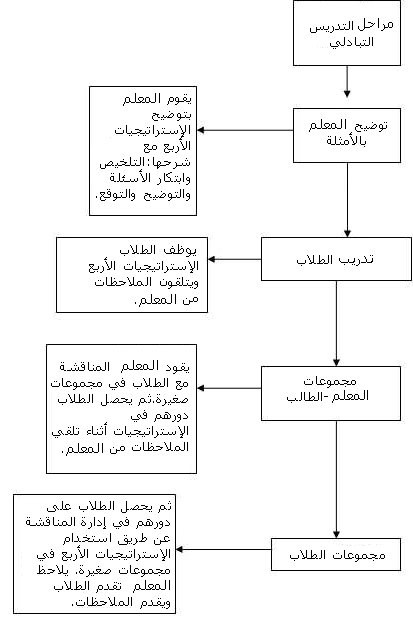 مراحل التدريس
التبادلي
توضيح المعلم
بالأمثلة
يقوم المعلم
بتوضيح
الإستراتيجيات
الأربع مع
شرحها:التلخيص
وابتكار الأسئلة
والتوضيح والتوقع.
تدريب الطلاب
يوظف الطلاب
الإستراتيجيات الأربع
ويتلقون الملاحظات
من المعلم.
مجموعات
المعلم-الطالب
يقود المعلم المناقشة
مع الطلاب في مجموعات
صغيرة.ثم يحصل الطلاب
دورهم في
الإستراتيجيات أثناء تلقي
الملاحظات من المعلم.
مجموعات الطلاب
ثم يحصل الطلاب على
دورهم في إدارة المناقشة
عن طريق استخدام
الإستراتيجيات الأربع في
مجموعات صغيرة. يلاحظ
المعلم تقدم الطلاب
ويقدم الملاحظات.